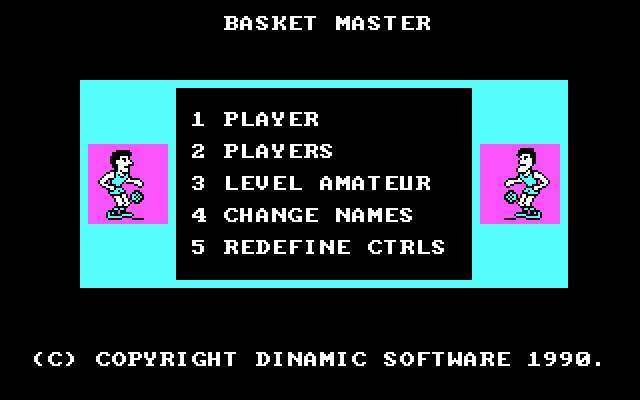 BASKET MASTER
1 PLAYER
2 PLAYERS
3 LEVEL AMATEUR
4 CHANGE NAMES
5 REDEFINE CTRLS
(C) COPYRIGHT DINAMIC SOFTWARE 1990.